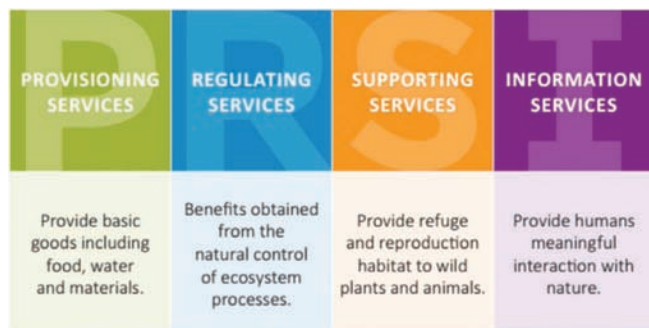 P
PROVISIONING
SERVICES
Provide basic
goods including
food, water
and materials.
R
REGULATING
SERVICES
Benefits obtained
from the
natural control
of ecosystem
processes.
S
SUPPORTING
SERVICES
Provide refuge
and reproduction
habitat to wild
plants and animals.
I
INFORMATION
SERVICES
Provide humans
meaningful
interaction with
nature.